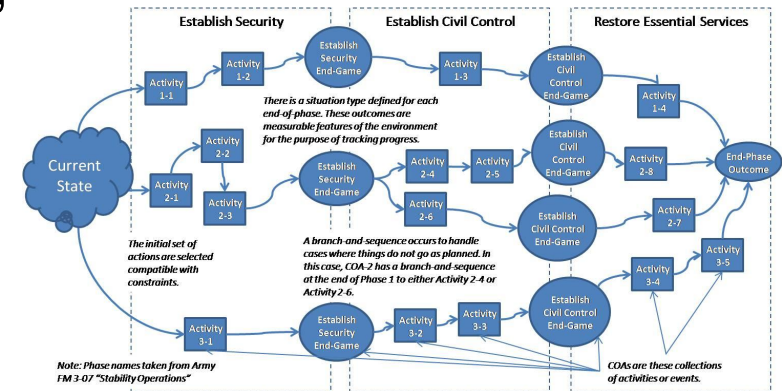 Establish Security
Establish Civil Control
Restore Essential Services
Current
State
Activity
1-1
Activity
1-2
Establish
Security
End-Game
Activity
1-3
Establish
Civil
Control
End-Game
Activity
1-4
There is a situation type defined for each
end-of-phase. These outcomes are
measurable features of the environment
for the purpose of tracking progress.
Activity
2-1
Activity
2-2
Activity
2-3
Establish
Security
End-Game
Activity
2-4
Activity
2-5
Establish
Civil
Control
End-Game
Activity
2-8
End-Phase
Outcome
Activity
2-6
Establish
Civil Control
End-Game
Activity
2-7
The initial set of
actions are selected
compatible with
constraints.
A branch-and-sequence occurs to handle
cases where things do not go as planned. In
this case, COA-2 has a branch-and-sequence
at the end of Phase 1 to either Activity 2-4 or
Activity 2-6.
Activity
3-1
Establish
Security
End-Game
Activity
3-2
Activity
3-3
Establish
Civil Control
End-Game
Activity
3-4
Activity
3-5
Note: Phase names taken from Army
FM 3-07 "Stability Operations"
COAs are these collections
of activities or events.